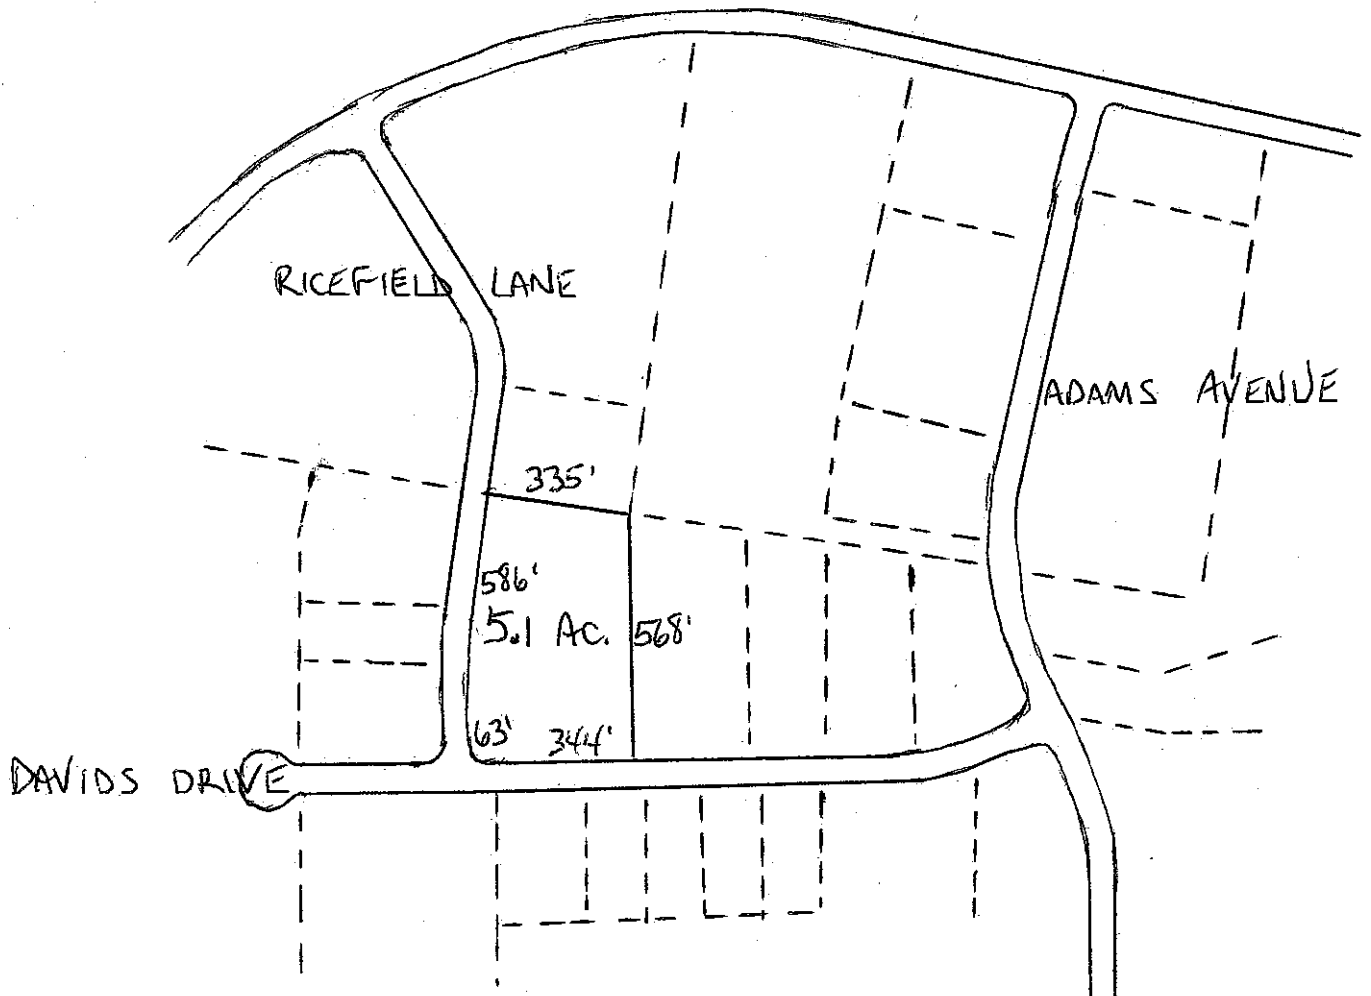 RICEFIELD LANE
ADAMS AVENUE
335'
586'
5.1 AC.
568'
63'
344'
DAVIDS DRIVE